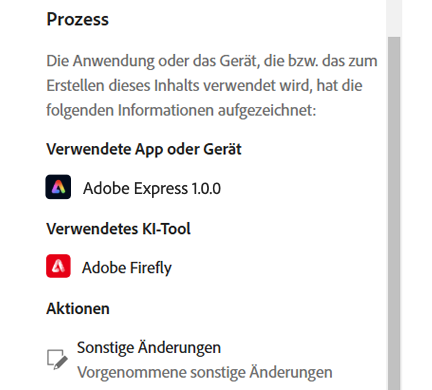 Prozess
Die Anwendung oder das Gerät, die bzw. das zum
Erstellen dieses Inhalts verwendet wird, hat die
folgenden Informationen aufgezeichnet:
Verwendete App oder Gerät
Adobe Express 1.0.0
Verwendetes KI-Tool
Adobe Firefly
Aktionen
Sonstige Änderungen
Vorgenommene sonstige Änderungen